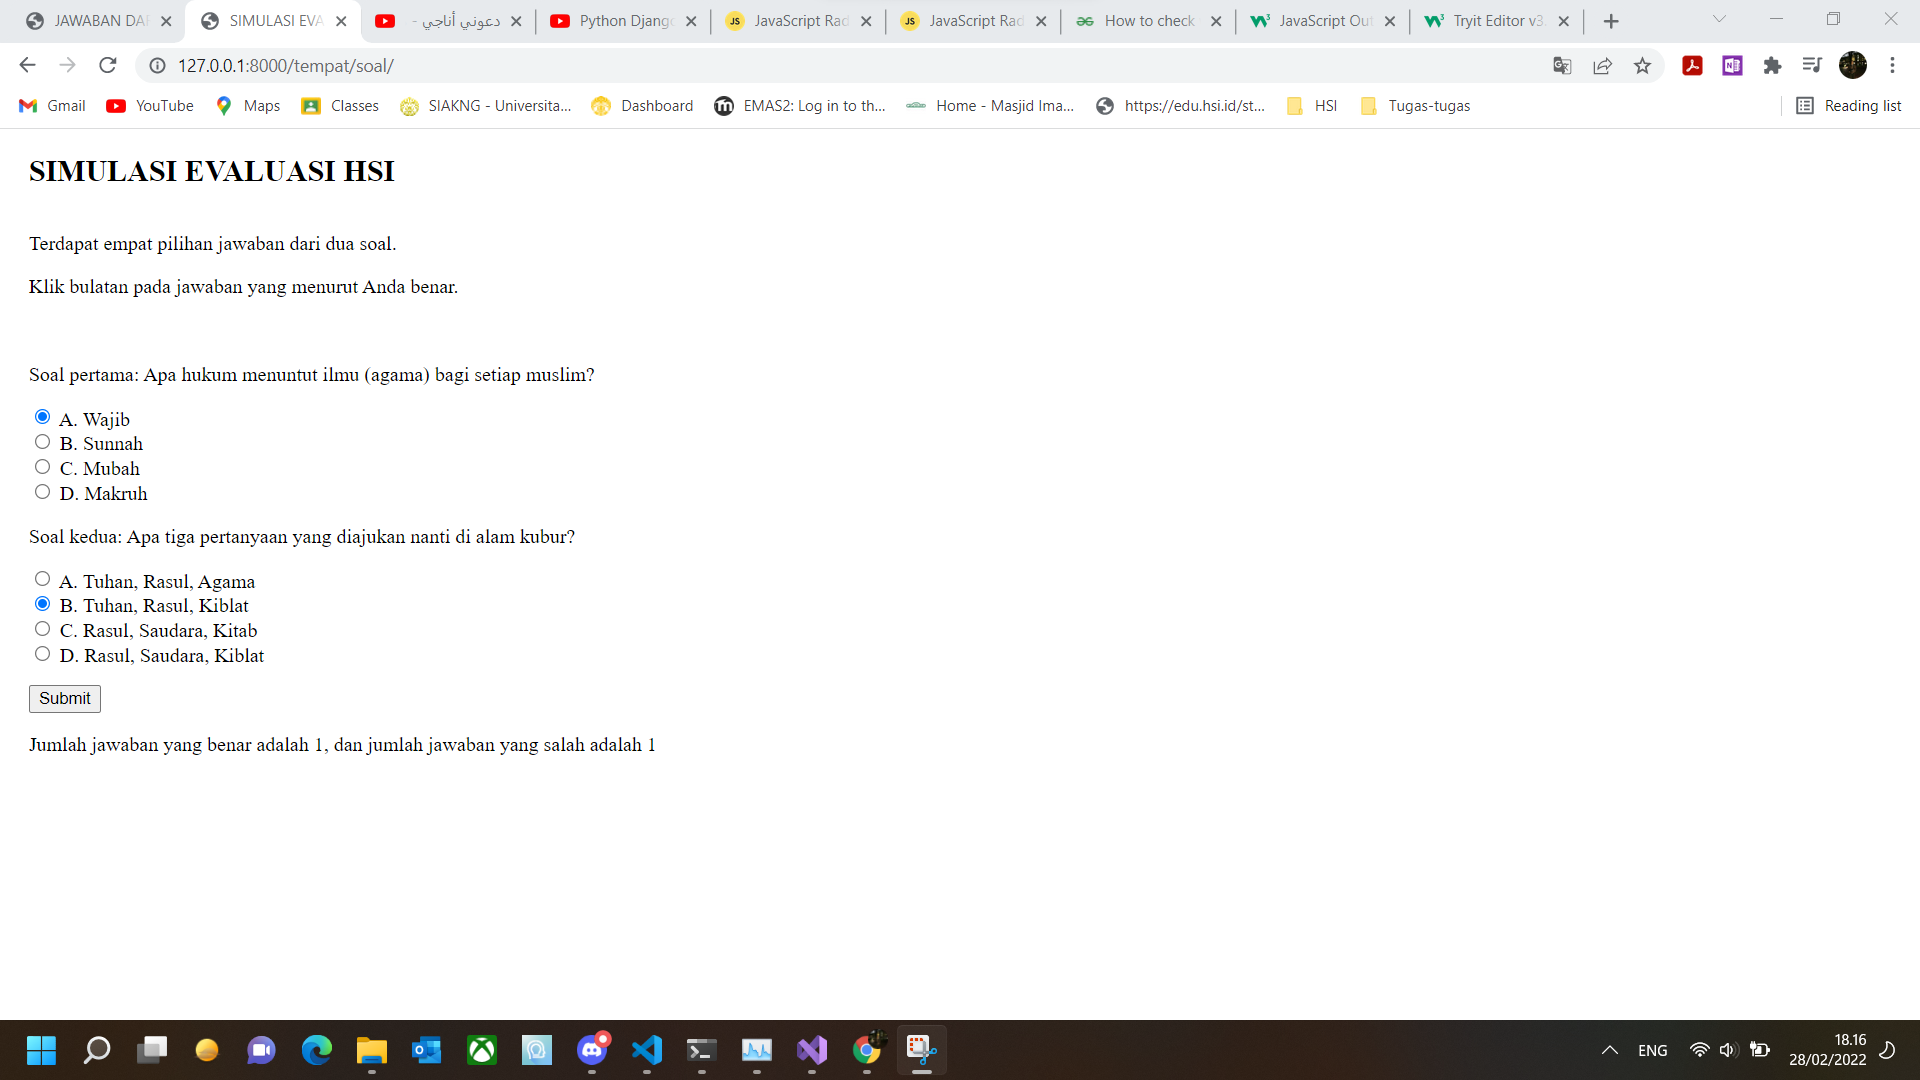 JAWABAN DA
SIMULASI EVA
دعوني أناجي -
Python Django
JavaScript Rad
JavaScript Rad
How to check
JavaScript Out
Tryit Editor v3.
127.0.0.1:8000/tempat/soal/
Gmail
YouTube
Maps
Classes
SIAKNG - Universita...
Dashboard
EMAS2: Log in to th...
Home - Masjid Ima...
https://edu.hsi.id/st...
HSI
Tugas-tugas
Reading list
SIMULASI EVALUASI HSI
Terdapat empat pilihan jawaban dari dua soal.
Klik bulatan pada jawaban yang menurut Anda benar.
Soal pertama: Apa hukum menuntut ilmu (agama) bagi setiap muslim?
A. Wajib
B. Sunnah
C. Mubah
D. Makruh
Soal kedua: Apa tiga pertanyaan yang diajukan nanti di alam kubur?
A. Tuhan, Rasul, Agama
B. Tuhan, Rasul, Kiblat
C. Rasul, Saudara, Kitab
D. Rasul, Saudara, Kiblat
Submit
Jumlah jawaban yang benar adalah 1, dan jumlah jawaban yang salah adalah 1
ENG
18.16
28/02/2022